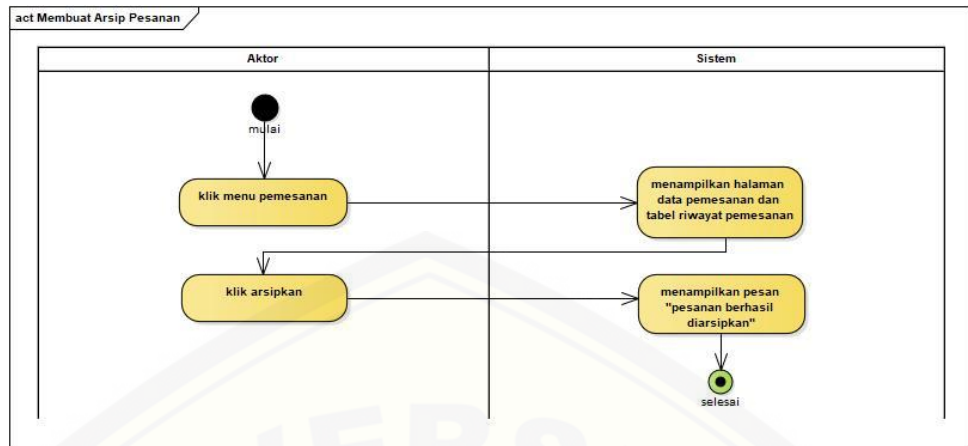 act Membuat Arsip Pesanan
Aktor
Sistem
mulai
klik menu pemesanan
menampilkan halaman
data pemesanan dan
tabel riwayat pemesanan
klik arsipkan
menampilkan pesan
"pesanan berhasil
diarsipkan"
selesai